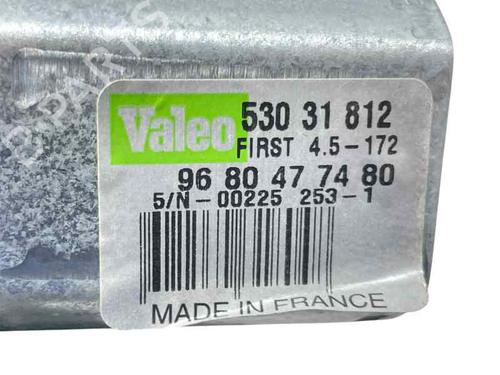 Valeo 530 31 812
FIRST 4.5-172
96 80 47 74 80
S/N-00225 253-1
MADE IN FRANCE